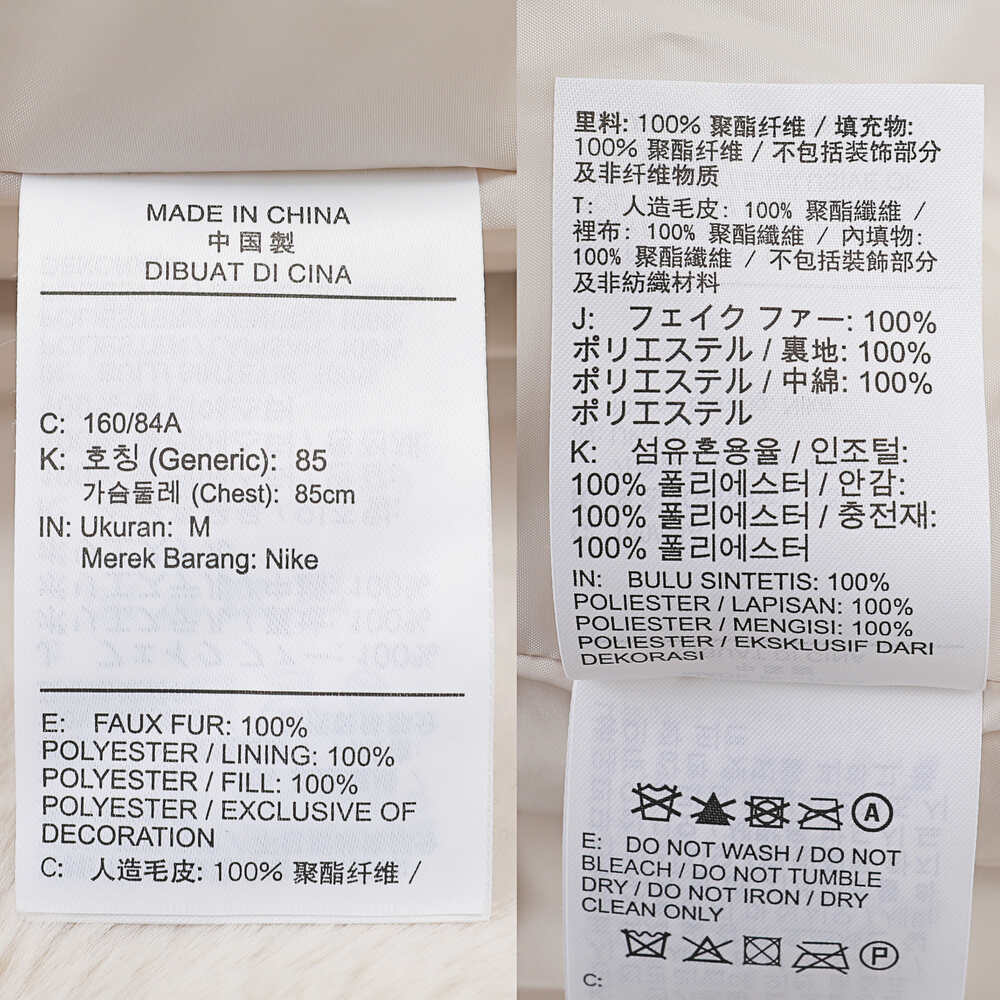 MADE IN CHINA
中国製
DIBUAT DI CINA
C: 160/84A
K: 호칭 (Generic): 85
가슴둘레 (Chest): 85cm
IN: Ukuran: M
Merek Barang: Nike
E: FAUX FUR: 100%
POLYESTER / LINING: 100%
POLYESTER / FILL: 100%
POLYESTER / EXCLUSIVE OF
DECORATION
C: 人造毛皮: 100% 聚酯纤维 /
里料: 100% 聚酯纤维 / 填充物:
100% 聚酯纤维 / 不包括装饰部分
及非纤维物质
T: 人造毛皮: 100% 聚酯纖維 /
裡布: 100% 聚酯纖維 / 內填物:
100% 聚酯纖維 / 不包括裝飾部分
及非紡織材料
J: フェイク ファー: 100%
ポリエステル / 裏地: 100%
ポリエステル / 中綿: 100%
ポリエステル
K: 섬유혼용율 / 인조털:
100% 폴리에스터 / 안감:
100% 폴리에스터 / 충전재:
100% 폴리에스터
IN: BULU SINTETIS: 100%
POLIESTER / LAPISAN: 100%
POLIESTER / MENGISI: 100%
POLIESTER / EKSKLUSIF DARI
DEKORASI
A
E: DO NOT WASH / DO NOT
BLEACH / DO NOT TUMBLE
DRY / DO NOT IRON / DRY
CLEAN ONLY
P
C: